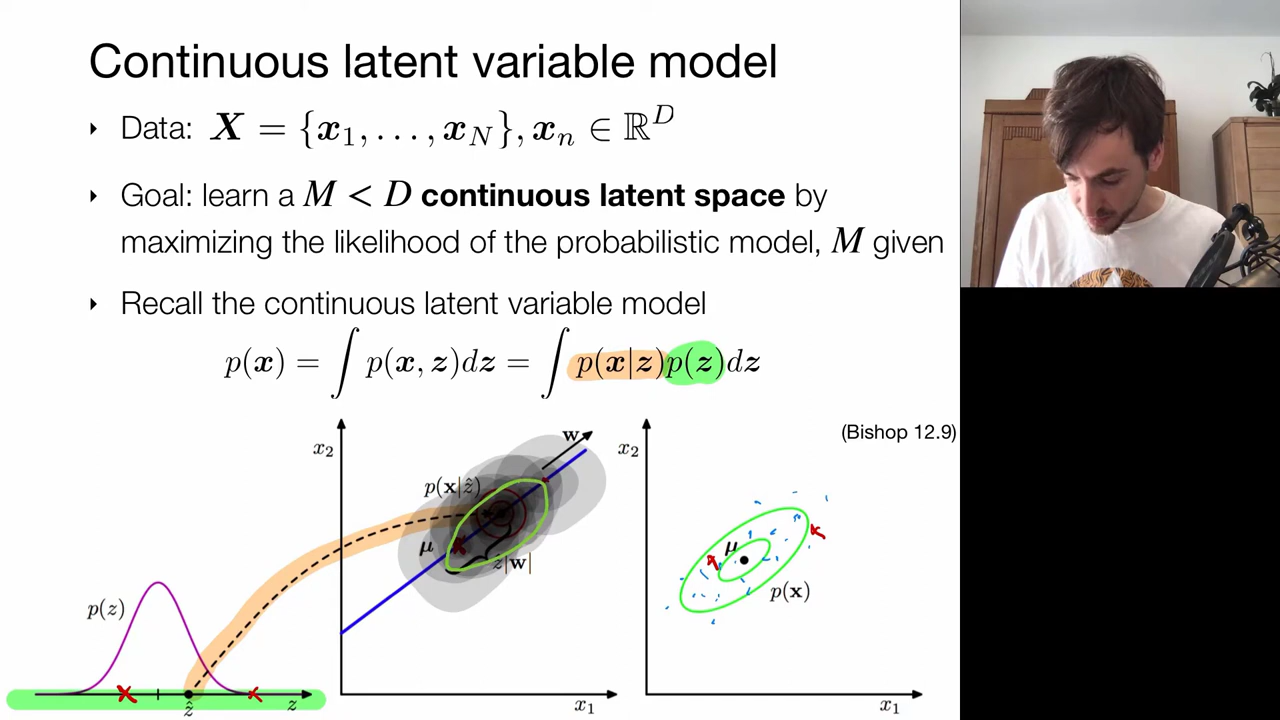 Continuous latent variable model
‣ Data: X = {x₁, . . . , x_N}, xₙ ∈ ℝᴰ
‣ Goal: learn a M < D continuous latent space by
maximizing the likelihood of the probabilistic model, M given
‣ Recall the continuous latent variable model
p(x) = ∫ p(x, z)dz = ∫ p(x|z)p(z)dz
(Bishop 12.9)
p(z)
ẑ
z
x₂
w
p(x|ẑ)
μ
ẑ|w|
x₁
x₂
μ
p(x)
x₁